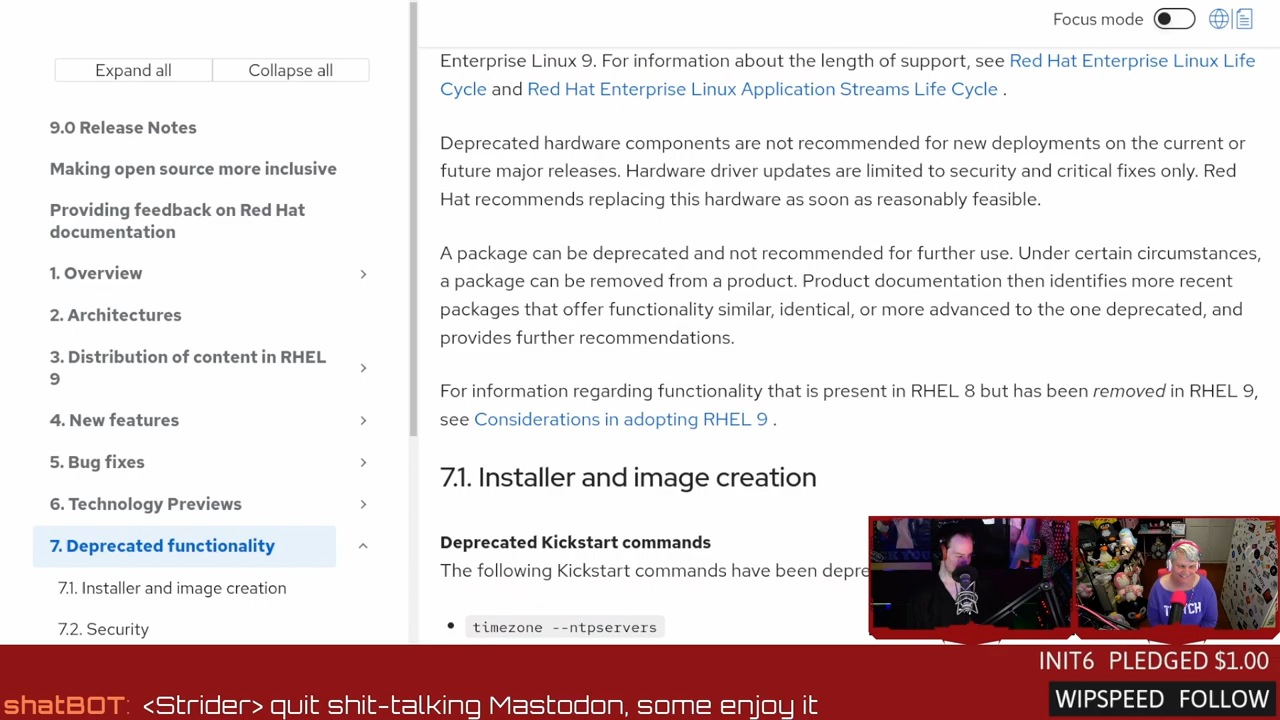 Focus mode
Expand all
Collapse all
9.0 Release Notes
Making open source more inclusive
Providing feedback on Red Hat
documentation
1. Overview
2. Architectures
3. Distribution of content in RHEL
9
4. New features
5. Bug fixes
6. Technology Previews
7. Deprecated functionality
7.1. Installer and image creation
7.2. Security
Enterprise Linux 9. For information about the length of support, see Red Hat Enterprise Linux Life
Cycle and Red Hat Enterprise Linux Application Streams Life Cycle .
Deprecated hardware components are not recommended for new deployments on the current or
future major releases. Hardware driver updates are limited to security and critical fixes only. Red
Hat recommends replacing this hardware as soon as reasonably feasible.
A package can be deprecated and not recommended for further use. Under certain circumstances,
a package can be removed from a product. Product documentation then identifies more recent
packages that offer functionality similar, identical, or more advanced to the one deprecated, and
provides further recommendations.
For information regarding functionality that is present in RHEL 8 but has been removed in RHEL 9,
see Considerations in adopting RHEL 9 .
7.1. Installer and image creation
Deprecated Kickstart commands
The following Kickstart commands have been depre
• timezone --ntpservers
TWITCH
INIT6 PLEDGED $1.00
WIPSPEED FOLLOW
shatBOT: <Strider> quit shit-talking Mastodon, some enjoy it